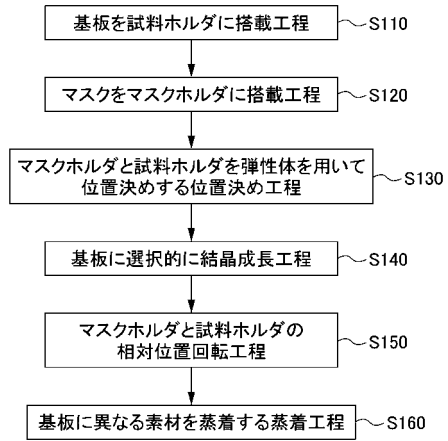 基板を試料ホルダに搭載工程
S110
マスクをマスクホルダに搭載工程
S120
マスクホルダと試料ホルダを弾性体を用いて
位置決めする位置決め工程
S130
基板に選択的に結晶成長工程
S140
マスクホルダと試料ホルダの
相対位置回転工程
S150
基板に異なる素材を蒸着する蒸着工程
S160